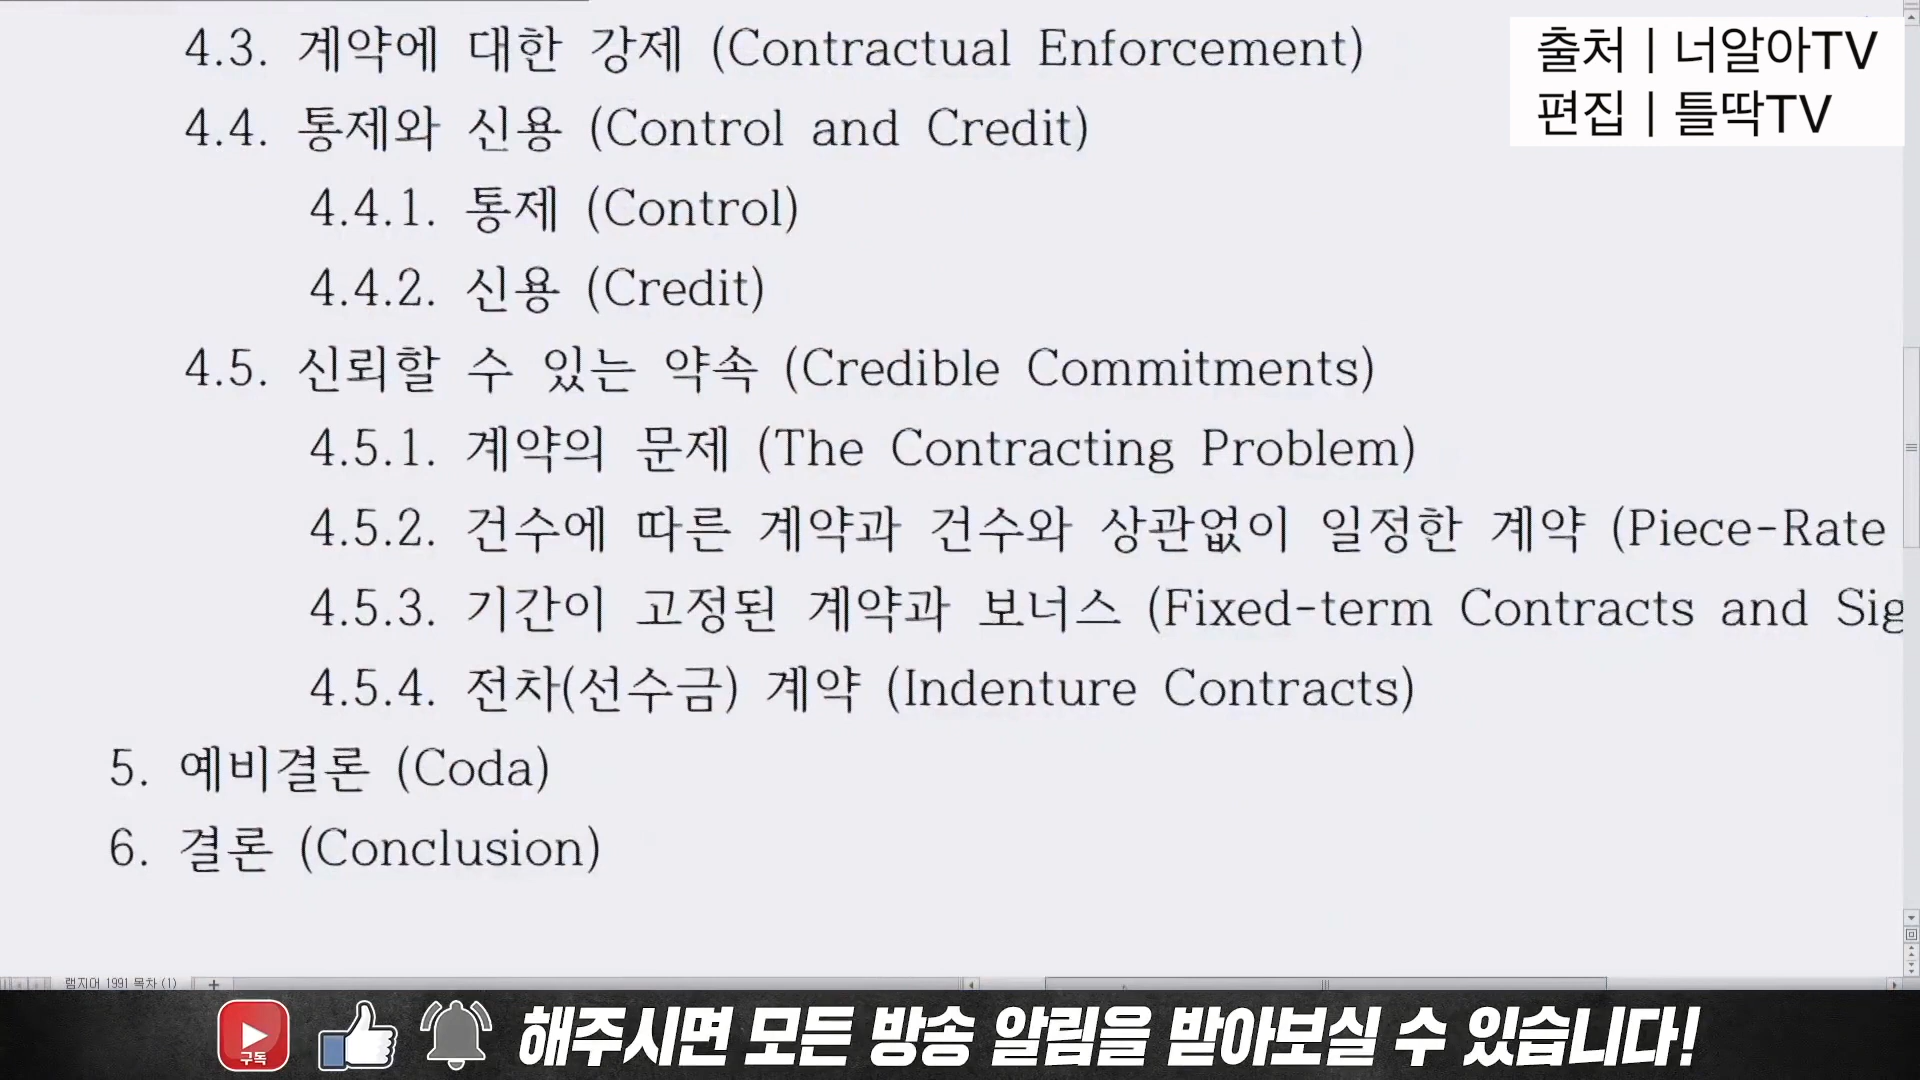 4.3. 계약에 대한 강제 (Contractual Enforcement)
출처 | 너알아TV
편집 | 틀딱TV
4.4. 통제와 신용 (Control and Credit)
4.4.1. 통제 (Control)
4.4.2. 신용 (Credit)
4.5. 신뢰할 수 있는 약속 (Credible Commitments)
4.5.1. 계약의 문제 (The Contracting Problem)
4.5.2. 건수에 따른 계약과 건수와 상관없이 일정한 계약 (Piece-Rate
4.5.3. 기간이 고정된 계약과 보너스 (Fixed-term Contracts and Sig
4.5.4. 전차(선수금) 계약 (Indenture Contracts)
5. 예비결론 (Coda)
6. 결론 (Conclusion)
램지어 1991 목차 (1)
구독
해주시면 모든 방송 알림을 받아보실 수 있습니다!